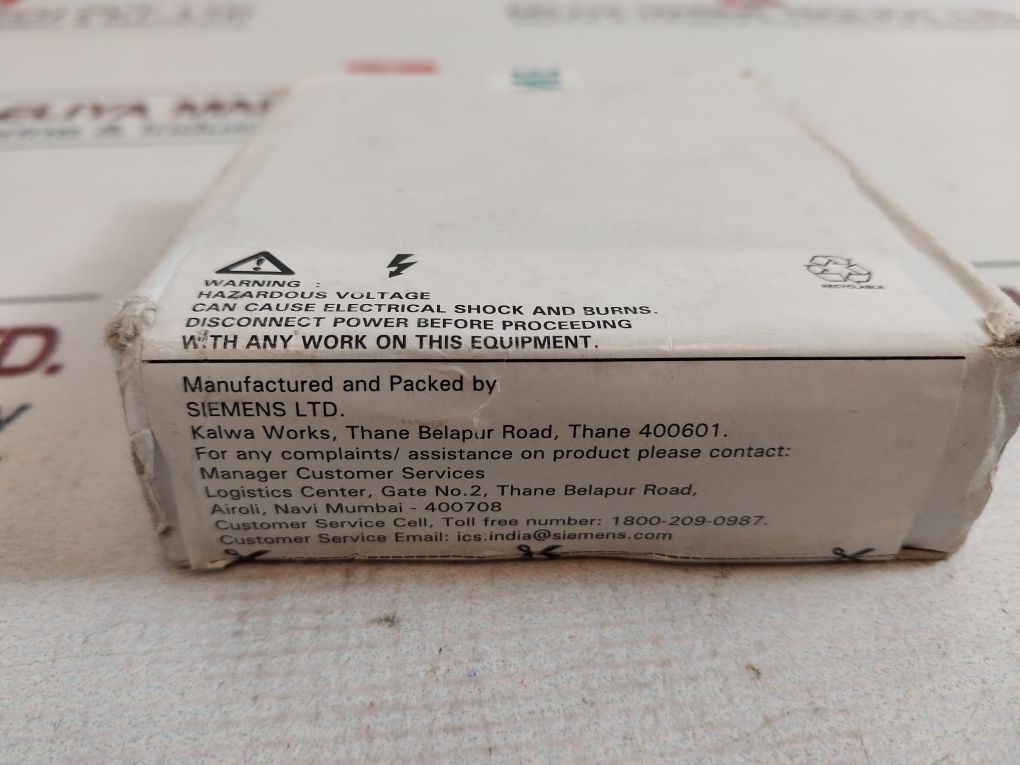 WARNING :
HAZARDOUS VOLTAGE
CAN CAUSE ELECTRICAL SHOCK AND BURNS.
DISCONNECT POWER BEFORE PROCEEDING
WITH ANY WORK ON THIS EQUIPMENT.
RECYCLABLE
Manufactured and Packed by
SIEMENS LTD.
Kalwa Works, Thane Belapur Road, Thane 400601.
For any complaints/ assistance on product please contact:
Manager Customer Services
Logistics Center, Gate No.2, Thane Belapur Road,
Airoli, Navi Mumbai - 400708
Customer Service Cell, Toll free number: 1800-209-0987.
Customer Service Email: ics.india@siemens.com